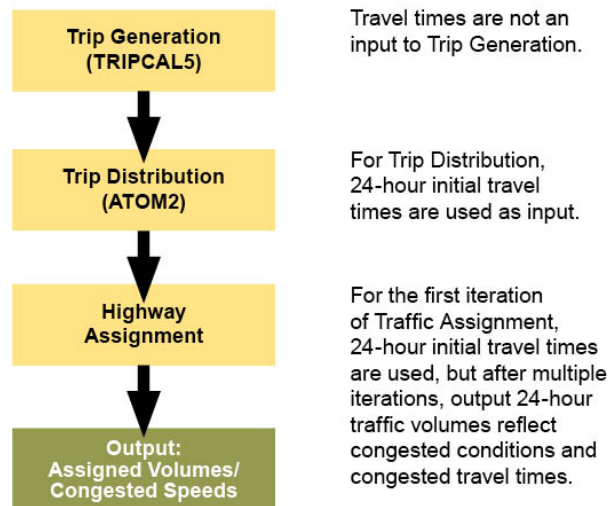 Trip Generation
(TRIPCAL5)
Travel times are not an
input to Trip Generation.
Trip Distribution
(ATOM2)
For Trip Distribution,
24-hour initial travel
times are used as input.
Highway
Assignment
For the first iteration
of Traffic Assignment,
24-hour initial travel times
are used, but after multiple
iterations, output 24-hour
traffic volumes reflect
congested conditions and
congested travel times.
Output:
Assigned Volumes/
Congested Speeds